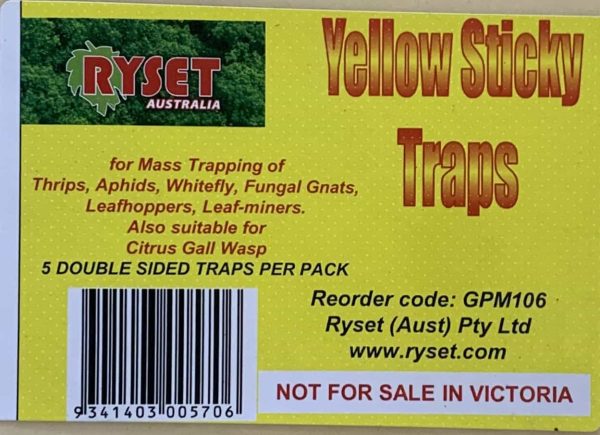 RYSET
AUSTRALIA
Yellow Sticky
Traps
for Mass Trapping of
Thrips, Aphids, Whitefly, Fungal Gnats,
Leafhoppers, Leaf-miners.
Also suitable for
Citrus Gall Wasp
5 DOUBLE SIDED TRAPS PER PACK
Reorder code: GPM106
Ryset (Aust) Pty Ltd
www.ryset.com
NOT FOR SALE IN VICTORIA
9 341403 005706